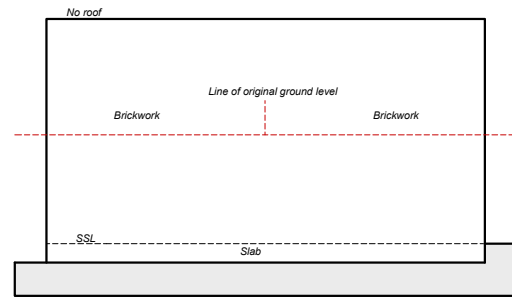 No roof
Line of original ground level
Brickwork
Brickwork
SSL
Slab